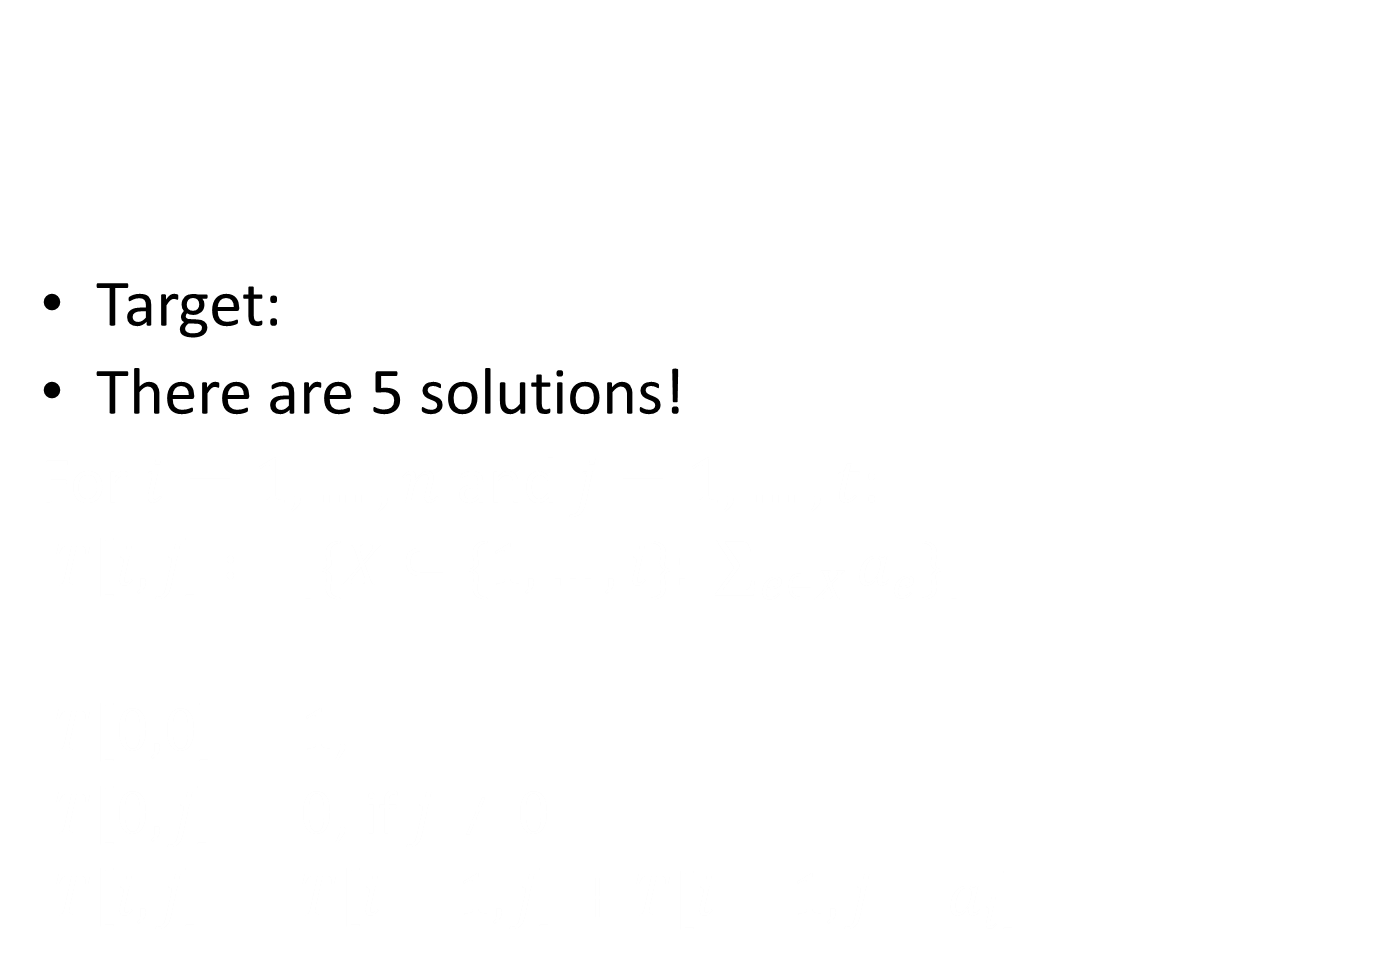 • Target:
• There are 5 solutions!